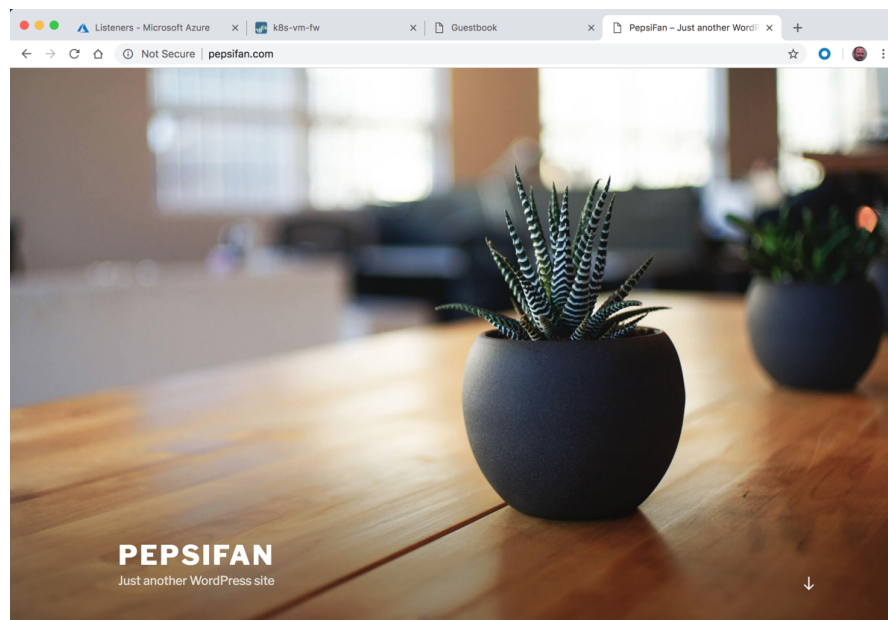 Listeners - Microsoft Azure
k8s-vm-fw
Guestbook
PepsiFan – Just another Word
Not Secure
pepsifan.com
PEPSIFAN
Just another WordPress site